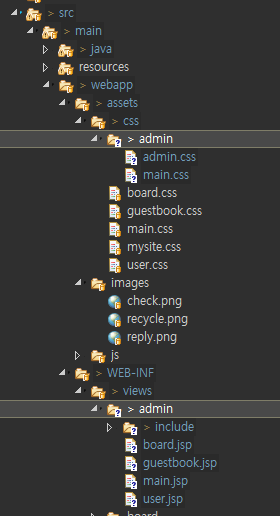 > src
> main
> java
resources
> webapp
> assets
> css
> admin
admin.css
main.css
board.css
guestbook.css
main.css
mysite.css
user.css
images
check.png
recycle.png
reply.png
> js
> WEB-INF
> views
> admin
> include
board.jsp
guestbook.jsp
main.jsp
user.jsp
> board